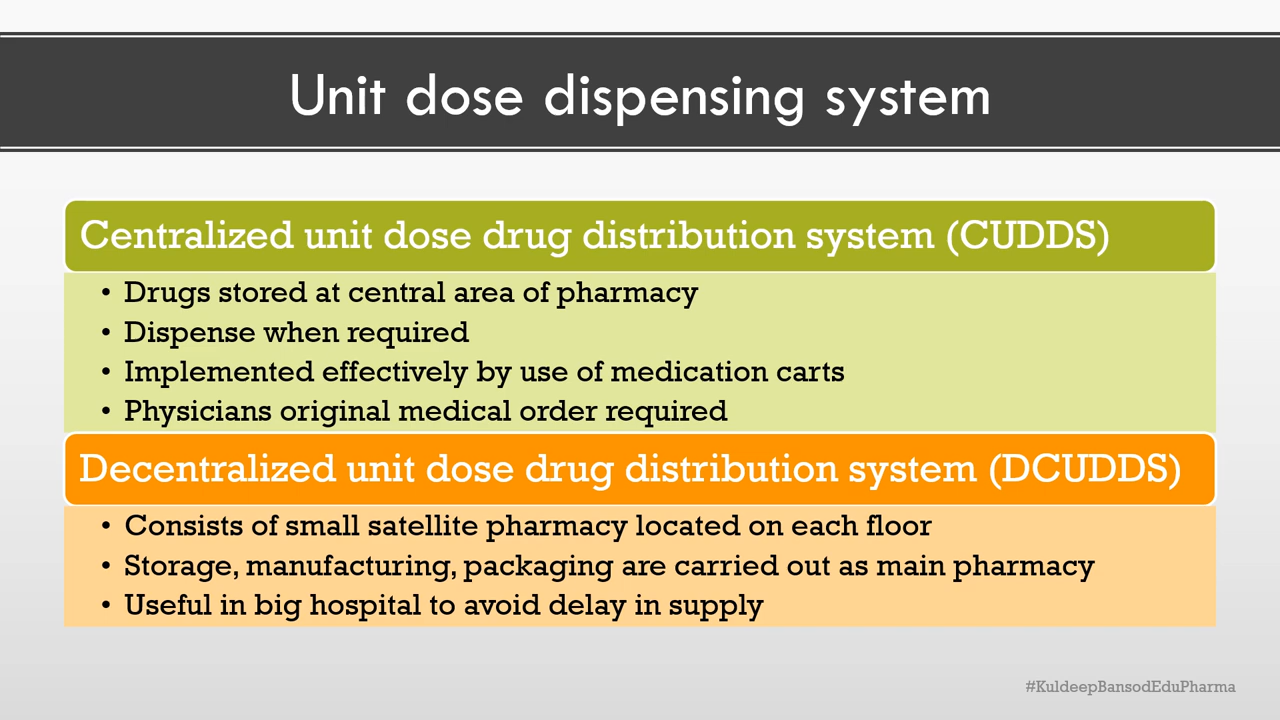 Unit dose dispensing system
Centralized unit dose drug distribution system (CUDDS)
• Drugs stored at central area of pharmacy
• Dispense when required
• Implemented effectively by use of medication carts
• Physicians original medical order required
Decentralized unit dose drug distribution system (DCUDDS)
• Consists of small satellite pharmacy located on each floor
• Storage, manufacturing, packaging are carried out as main pharmacy
• Useful in big hospital to avoid delay in supply
#KuldeepBansodEduPharma